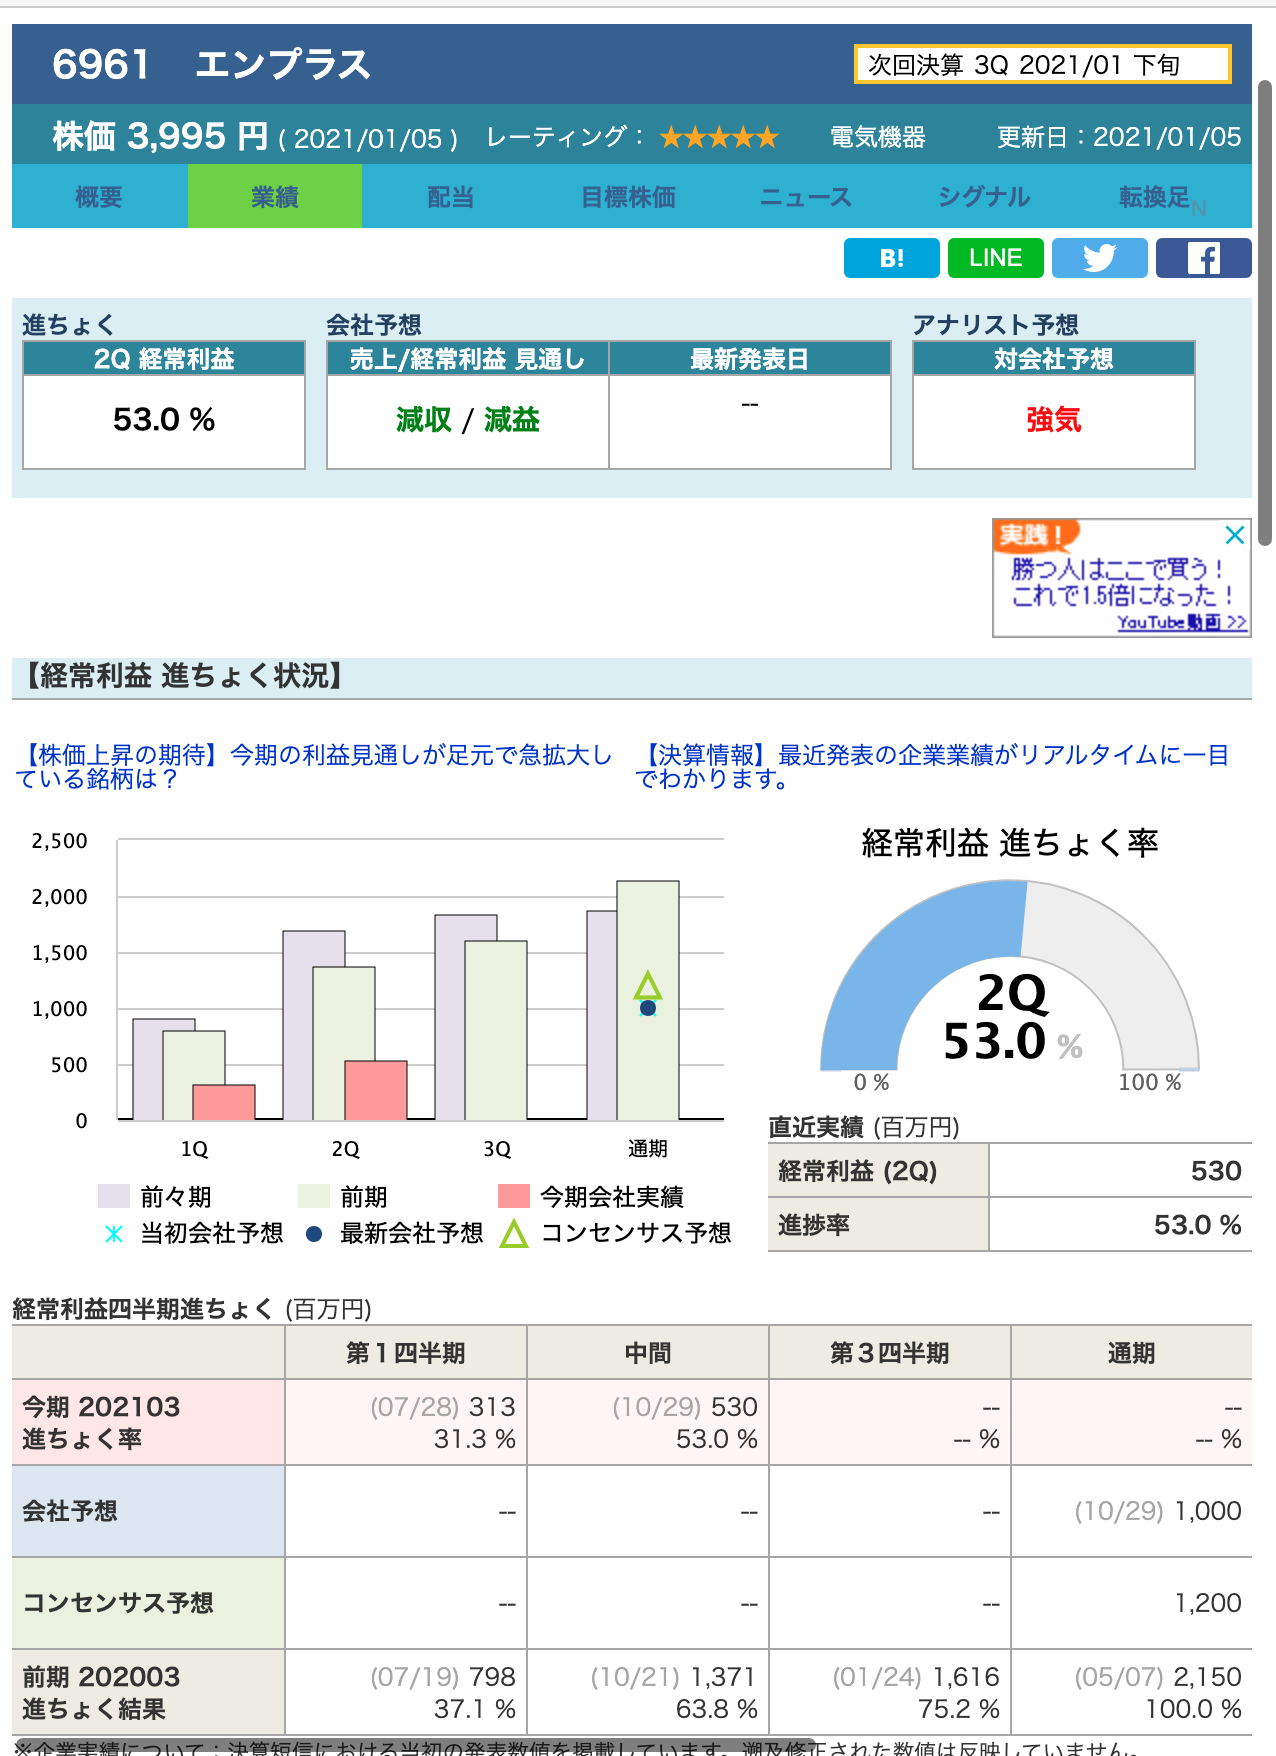 6961 エンプラス
次回決算 3Q 2021/01 下旬
株価 3,995 円 ( 2021/01/05 ) レーティング： ★★★★★ 電気機器 更新日：2021/01/05
概要 業績 配当 目標株価 ニュース シグナル 転換足 N
B! LINE
進ちょく 会社予想 アナリスト予想
2Q 経常利益 売上/経常利益 見通し 最新発表日 対会社予想
53.0 % 減収 / 減益 -- 強気
実践！
勝つ人はここで買う！
これで1.5倍になった！
YouTube動画 >>
【経常利益 進ちょく状況】
【株価上昇の期待】今期の利益見通しが足元で急拡大し
ている銘柄は？
【決算情報】最近発表の企業業績がリアルタイムに一目
でわかります。
2,500
2,000
1,500
1,000
500
0
1Q 2Q 3Q 通期
前々期 前期 今期会社実績
当初会社予想 最新会社予想 コンセンサス予想
経常利益 進ちょく率
2Q
53.0 %
0 % 100 %
直近実績 (百万円)
経常利益 (2Q) 530
進捗率 53.0 %
経常利益四半期進ちょく (百万円)
第１四半期 中間 第３四半期 通期
今期 202103 (07/28) 313 (10/29) 530 -- --
進ちょく率 31.3 % 53.0 % -- % -- %
会社予想 -- -- -- (10/29) 1,000
コンセンサス予想 -- -- -- 1,200
前期 202003 (07/19) 798 (10/21) 1,371 (01/24) 1,616 (05/07) 2,150
進ちょく結果 37.1 % 63.8 % 75.2 % 100.0 %
※企業実績について：決算短信における当初の発表数値を掲載しています。遡及修正された数値は反映していません。